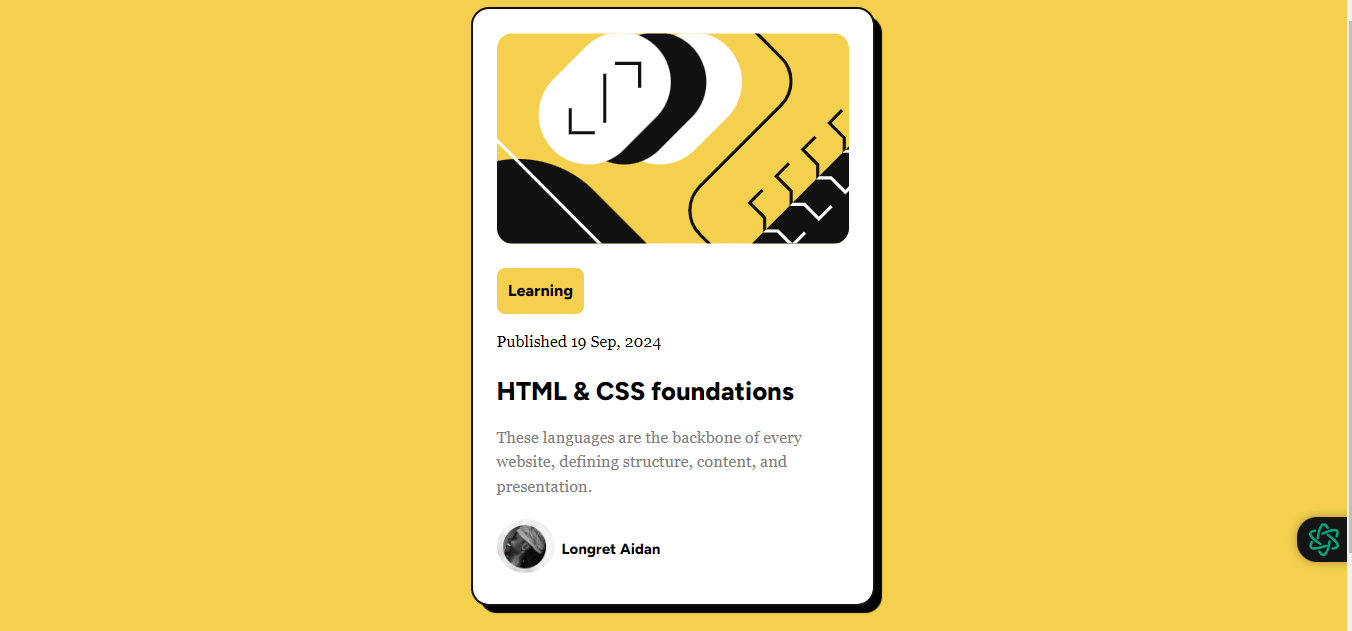 Learning
Published 19 Sep, 2024
HTML & CSS foundations
These languages are the backbone of every
website, defining structure, content, and
presentation.
Longret Aidan